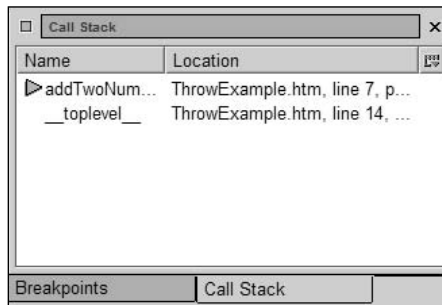 Call Stack
Name Location
addTwoNum... ThrowExample.htm, line 7, p...
__toplevel__ ThrowExample.htm, line 14, ...
Breakpoints Call Stack